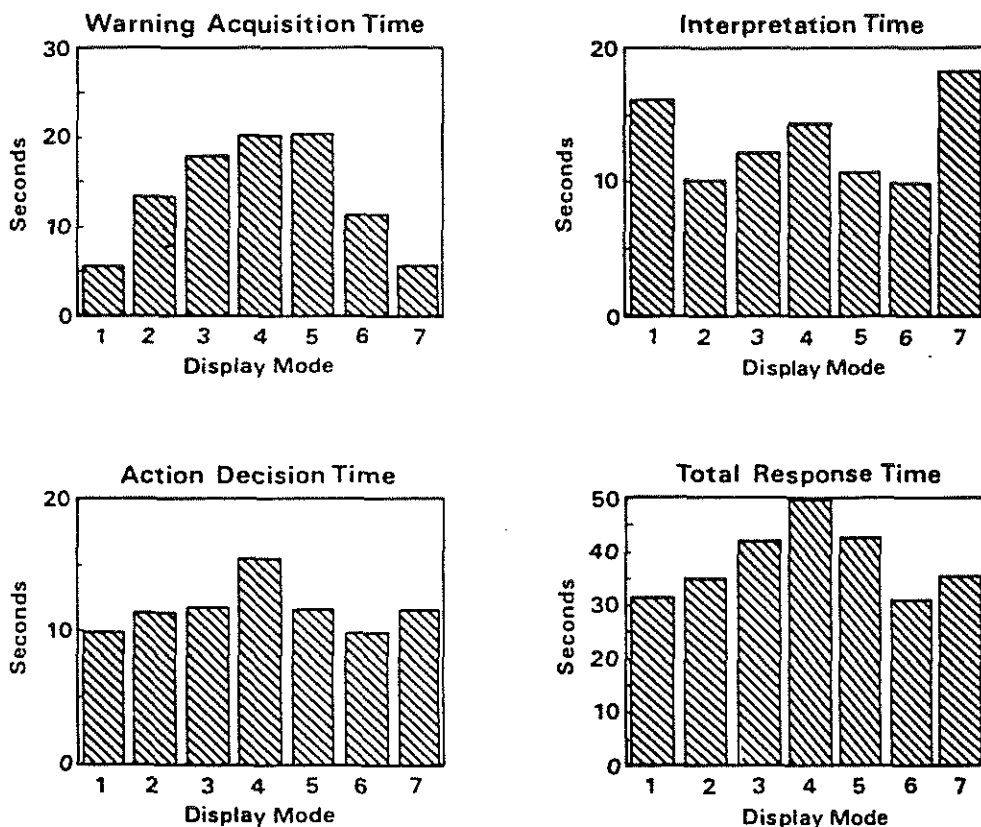 Warning Acquisition Time
30
20
10
0
Seconds
1 2 3 4 5 6 7
Display Mode
Interpretation Time
20
10
0
Seconds
1 2 3 4 5 6 7
Display Mode
Action Decision Time
20
10
0
Seconds
1 2 3 4 5 6 7
Display Mode
Total Response Time
50
40
30
20
10
0
Seconds
1 2 3 4 5 6 7
Display Mode